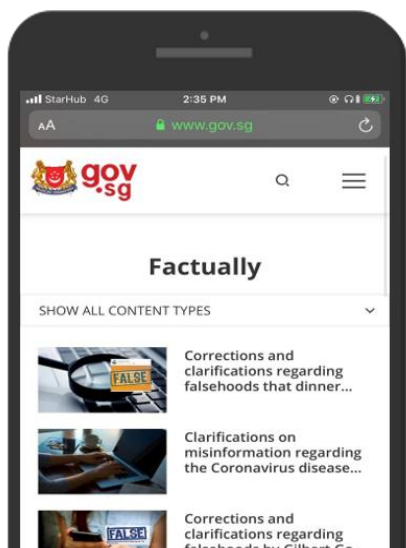 StarHub 4G 2:35 PM
AA www.gov.sg
gov
.sg
Factually
SHOW ALL CONTENT TYPES
Corrections and
clarifications regarding
falsehoods that dinner...
FALSE
Clarifications on
misinformation regarding
the Coronavirus disease...
Corrections and
clarifications regarding
falsehoods by Gilbert Go
FALSE